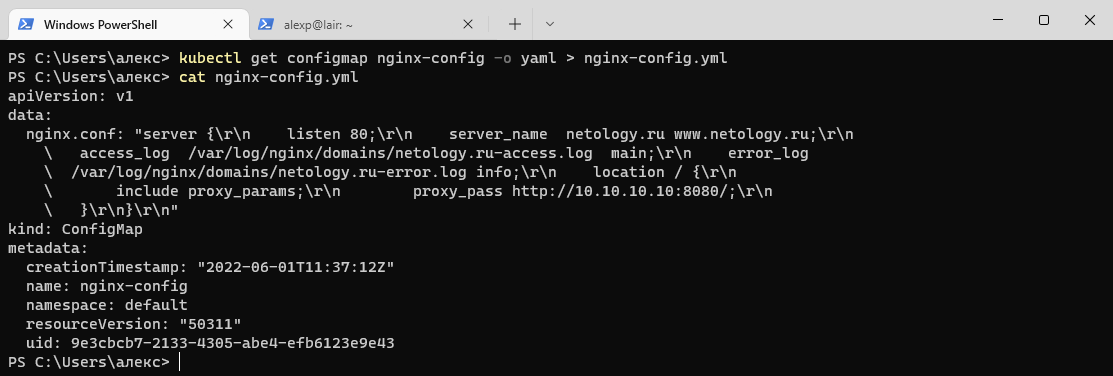 Windows PowerShell
alexp@lair: ~
PS C:\Users\алекс> kubectl get configmap nginx-config -o yaml > nginx-config.yml
PS C:\Users\алекс> cat nginx-config.yml
apiVersion: v1
data:
  nginx.conf: "server {\r\n    listen 80;\r\n    server_name  netology.ru www.netology.ru;\r\n
    \   access_log  /var/log/nginx/domains/netology.ru-access.log  main;\r\n    error_log
    \  /var/log/nginx/domains/netology.ru-error.log info;\r\n    location / {\r\n
    \       include proxy_params;\r\n        proxy_pass http://10.10.10.10:8080/;\r\n
    \   }\r\n}\r\n"
kind: ConfigMap
metadata:
  creationTimestamp: "2022-06-01T11:37:12Z"
  name: nginx-config
  namespace: default
  resourceVersion: "50311"
  uid: 9e3cbcb7-2133-4305-abe4-efb6123e9e43
PS C:\Users\алекс>